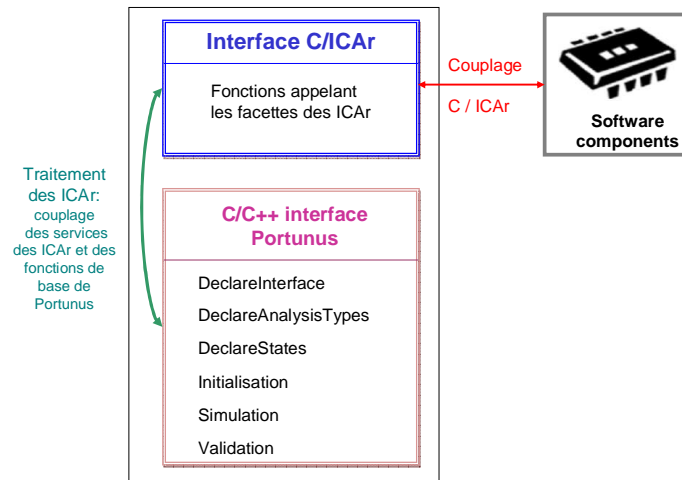 Interface C/ICAr
Fonctions appelant
les facettes des ICAr
Couplage
C / ICAr
Software
components
Traitement
des ICAr:
couplage
des services
des ICAr et des
fonctions de
base de
Portunus
C/C++ interface
Portunus
DeclareInterface
DeclareAnalysisTypes
DeclareStates
Initialisation
Simulation
Validation